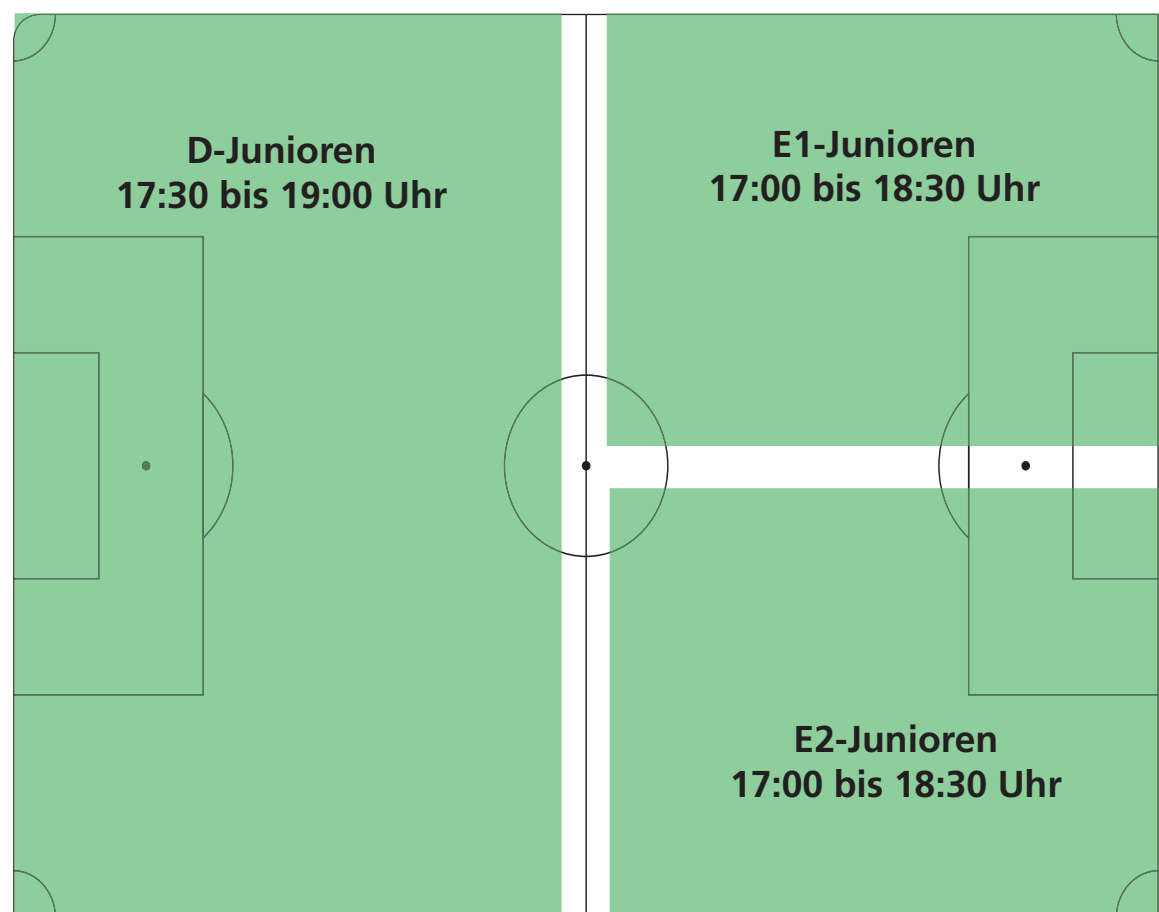 D-Junioren
17:30 bis 19:00 Uhr
E1-Junioren
17:00 bis 18:30 Uhr
E2-Junioren
17:00 bis 18:30 Uhr